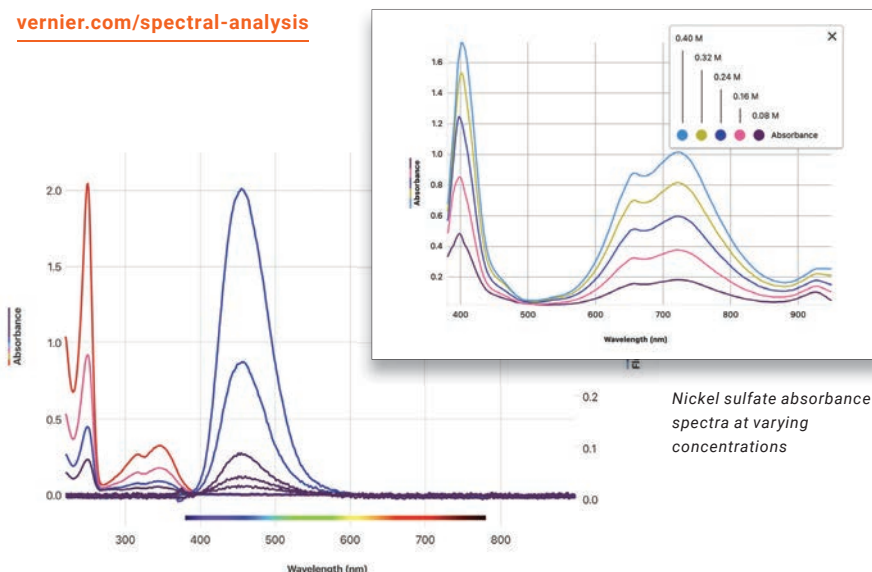 vernier.com/spectral-analysis
0.40 M
0.32 M
0.24 M
0.16 M
0.08 M
Absorbance
1.6
1.4
1.2
1.0
0.8
0.6
0.4
0.2
Absorbance
400 500 600 700 800 900
Wavelength (nm)
2.0
1.5
1.0
0.5
0.0
Absorbance
0.2
0.1
0.0
300 400 500 600 700 800
Wavelength (nm)
Nickel sulfate absorbance
spectra at varying
concentrations